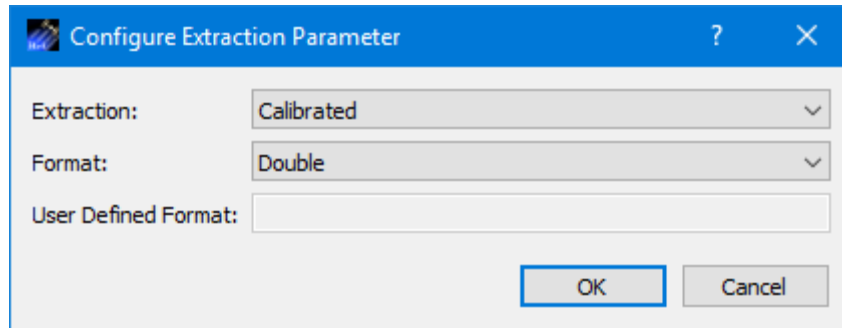 Configure Extraction Parameter ?
Extraction: Calibrated
Format: Double
User Defined Format:
OK Cancel